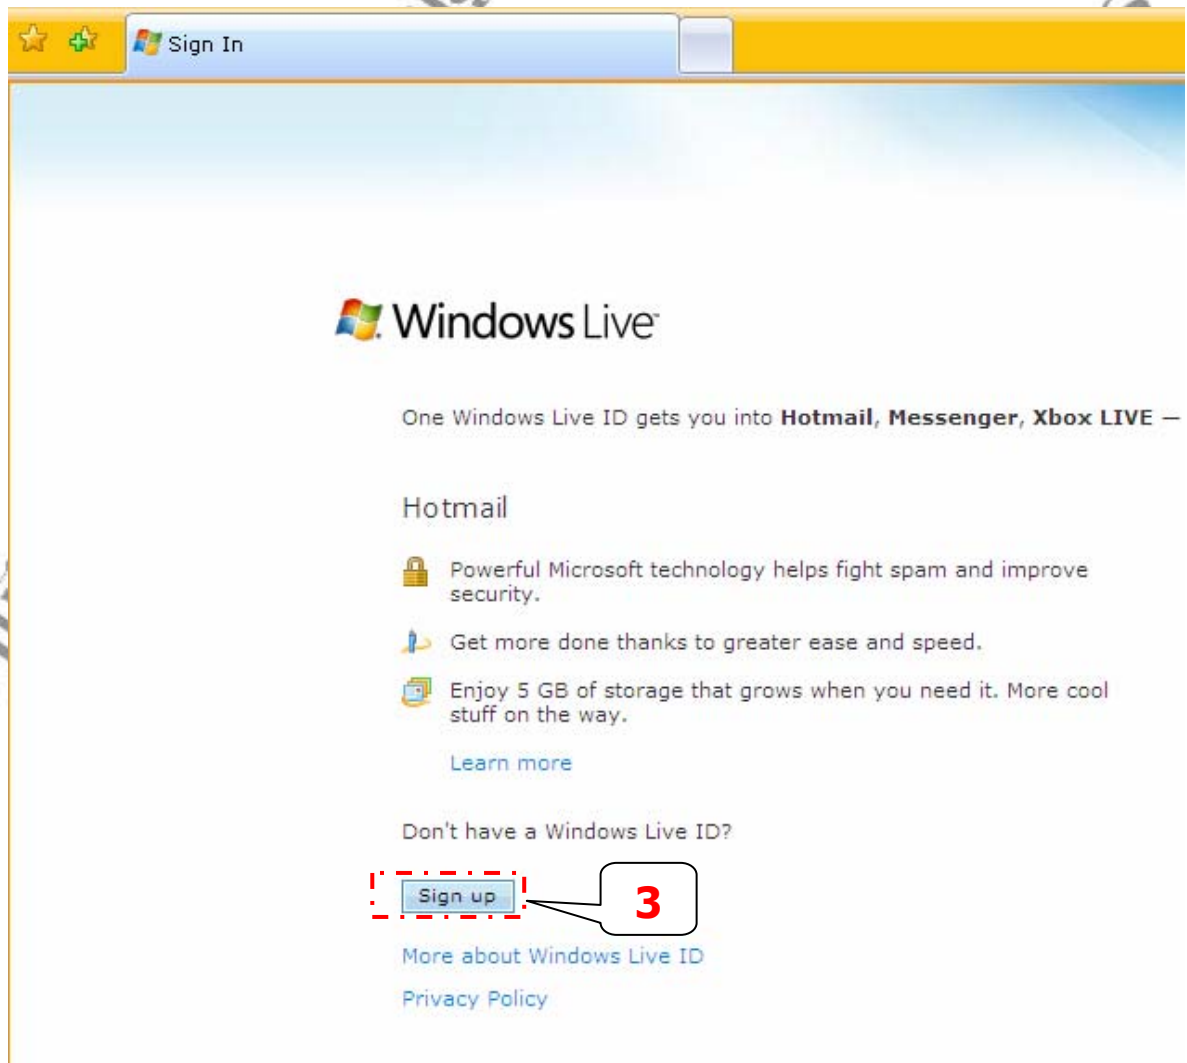 Sign In
Windows Live
One Windows Live ID gets you into Hotmail, Messenger, Xbox LIVE —
Hotmail
Powerful Microsoft technology helps fight spam and improve
security.
Get more done thanks to greater ease and speed.
Enjoy 5 GB of storage that grows when you need it. More cool
stuff on the way.
Learn more
Don't have a Windows Live ID?
Sign up
3
More about Windows Live ID
Privacy Policy